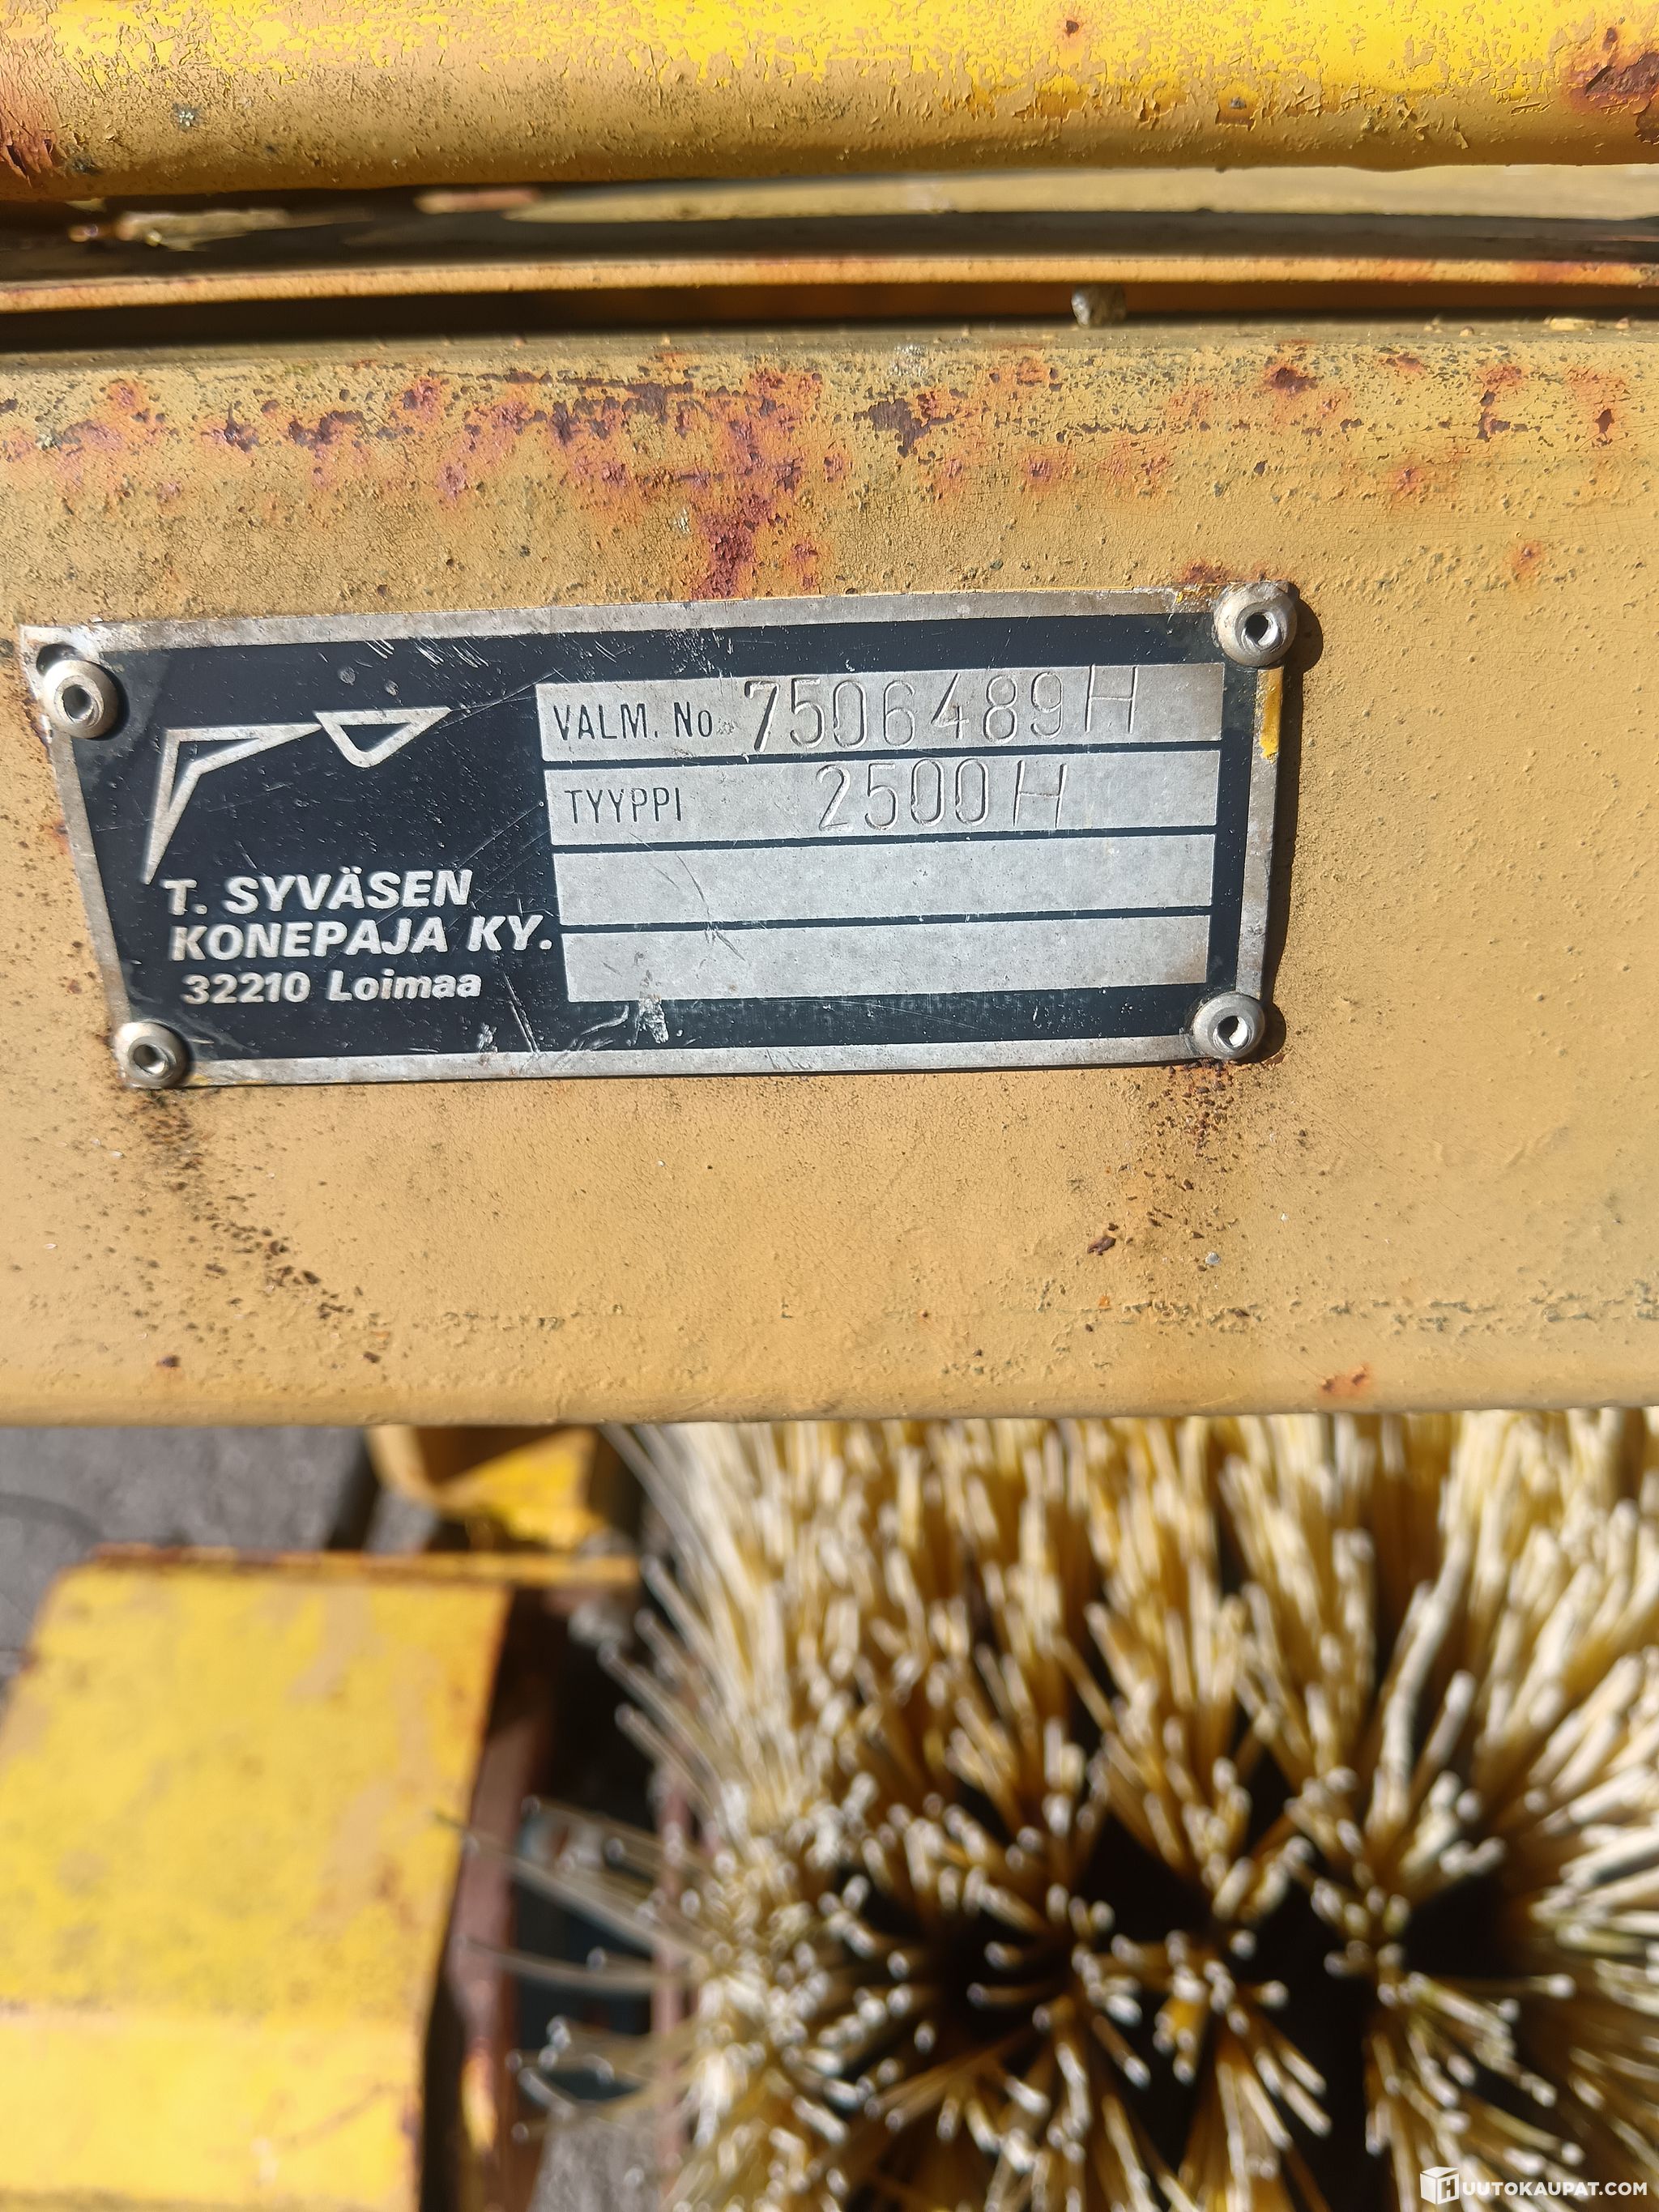 VALM. No. 7506489H
TYYPPI 2500H
T. SYVÄSEN
KONEPAJA KY.
32210 Loimaa
HUUTOKAUPAT.COM